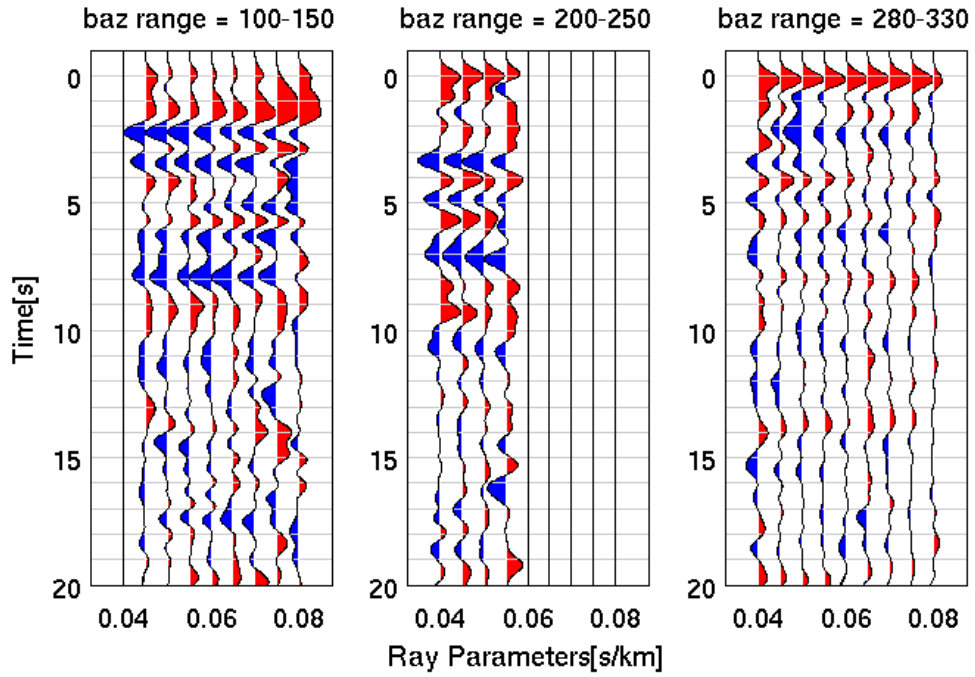 baz range = 100-150 baz range = 200-250 baz range = 280-330
0 0 0
5 5 5
Time[s]
10 10 10
15 15 15
20 20 20
0.04 0.06 0.08 0.04 0.06 0.08 0.04 0.06 0.08
Ray Parameters[s/km]